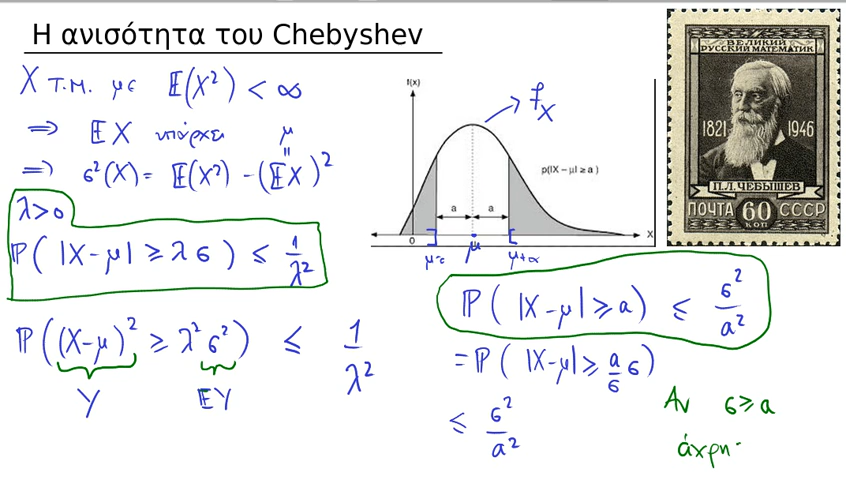 Η ανισότητα του Chebyshev
X τ.μ. με 𝔼(X²) < ∞
⇒ 𝔼X υπάρχει μ
=
⇒ σ²(X) = 𝔼(X²) - (𝔼X)²
λ>0
ℙ( |X-μ| ≥ λσ ) ≤ 1/λ²
ℙ( (X-μ)² ≥ λ²σ² ) ≤ 1/λ²
Y 𝔼Y
f(x)
f_X
p(|X − μ| ≥ a )
a a
0 X
μ-α μ μ+α
ВЕЛИКИЙ
РУССКИЙ МАТЕМАТИК
1821 1946
П.Л. ЧЕБЫШЕВ
ПОЧТА 60 СССР
КОП
ℙ( |X-μ| ≥ a ) ≤ σ²/a²
= ℙ( |X-μ| ≥ a/σ σ )
≤ σ²/a²
Αν σ ≥ a
άχρη.